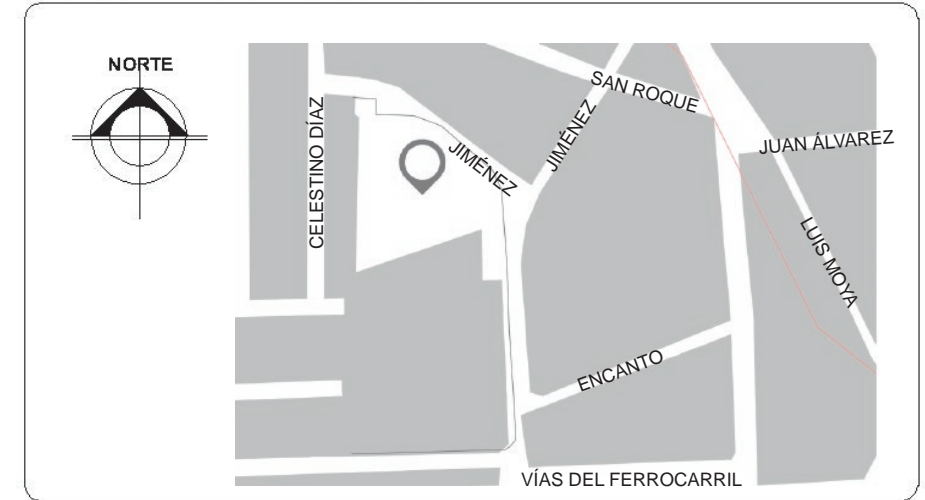 NORTE
SAN ROQUE
CELESTINO DÍAZ
JIMÉNEZ
JIMÉNEZ
JUAN ÁLVAREZ
LUIS MOYA
ENCANTO
VÍAS DEL FERROCARRIL